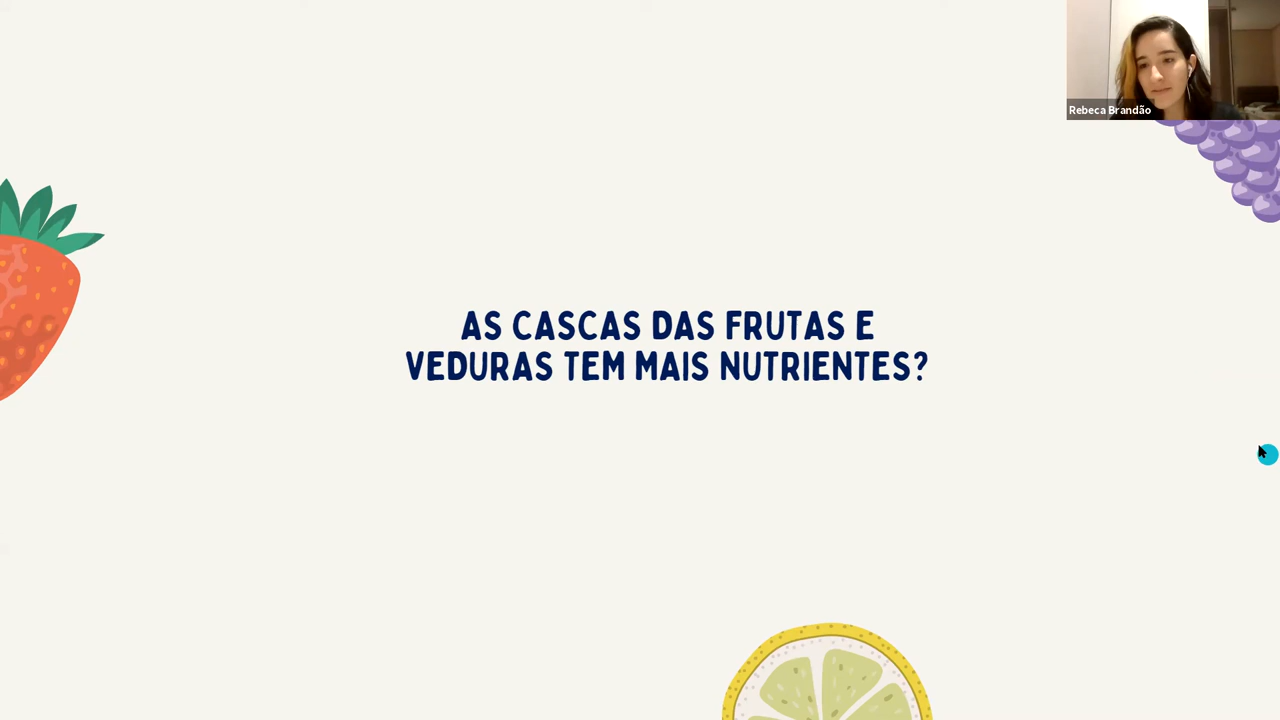 Rebeca Brandão
AS CASCAS DAS FRUTAS E
VEDURAS TEM MAIS NUTRIENTES?